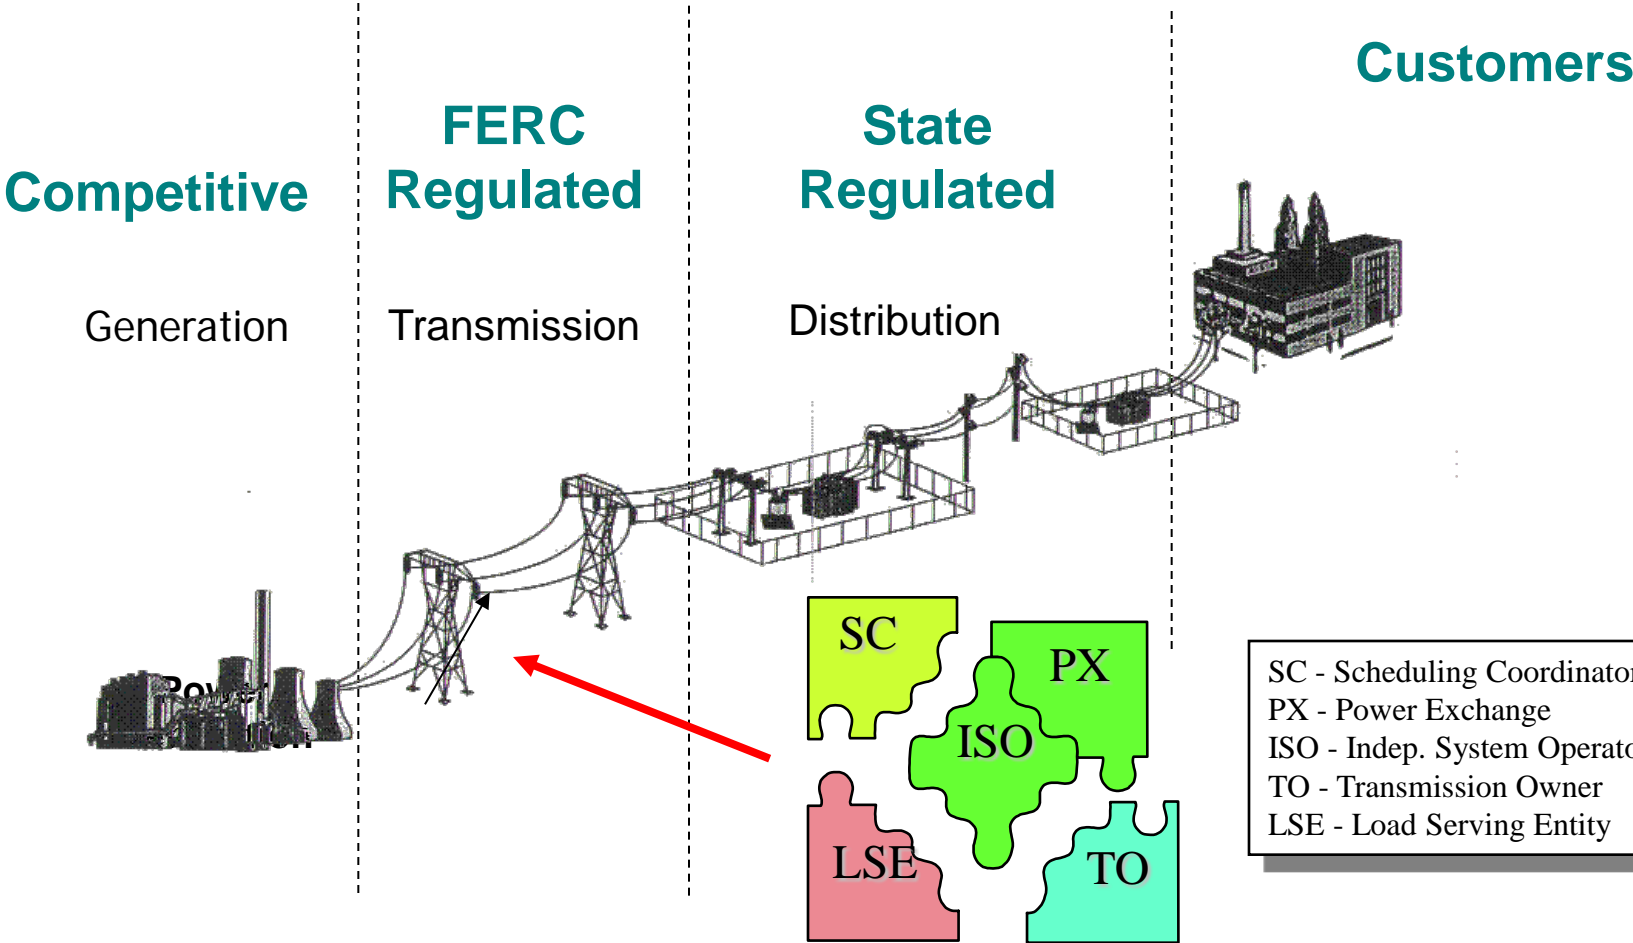 Customers
FERC
Regulated
State
Regulated
Competitive
Generation
Transmission
Distribution
Power
SC
PX
ISO
LSE
TO
SC - Scheduling Coordinator
PX - Power Exchange
ISO - Indep. System Operato
TO - Transmission Owner
LSE - Load Serving Entity